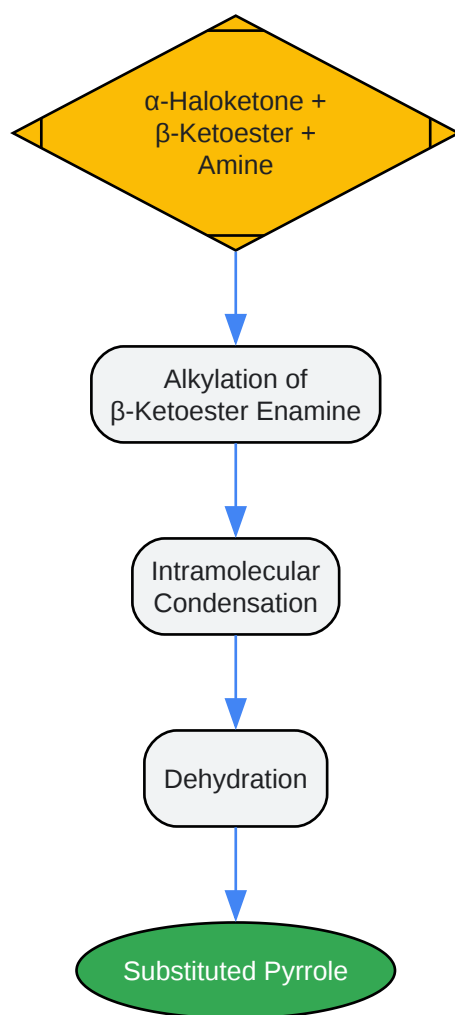 α-Haloketone +
β-Ketoester +
Amine
Alkylation of
β-Ketoester Enamine
Intramolecular
Condensation
Dehydration
Substituted Pyrrole